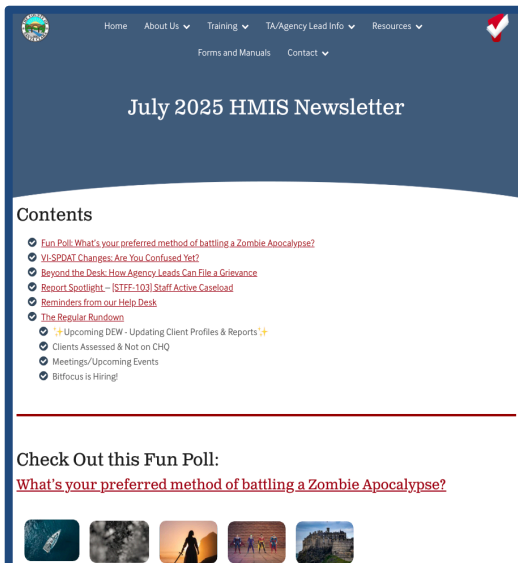 Home About Us Training TA/Agency Lead Info Resources
Forms and Manuals Contact
July 2025 HMIS Newsletter
Contents
Fun Poll: What's your preferred method of battling a Zombie Apocalypse?
VI-SPDAT Changes: Are You Confused Yet?
Beyond the Desk: How Agency Leads Can File a Grievance
Report Spotlight – [STFF-103] Staff Active Caseload
Reminders from our Help Desk
The Regular Rundown
✨Upcoming DEW - Updating Client Profiles & Reports✨
Clients Assessed & Not on CHQ
Meetings/Upcoming Events
Bitfocus is Hiring!
Check Out this Fun Poll:
What's your preferred method of battling a Zombie Apocalypse?